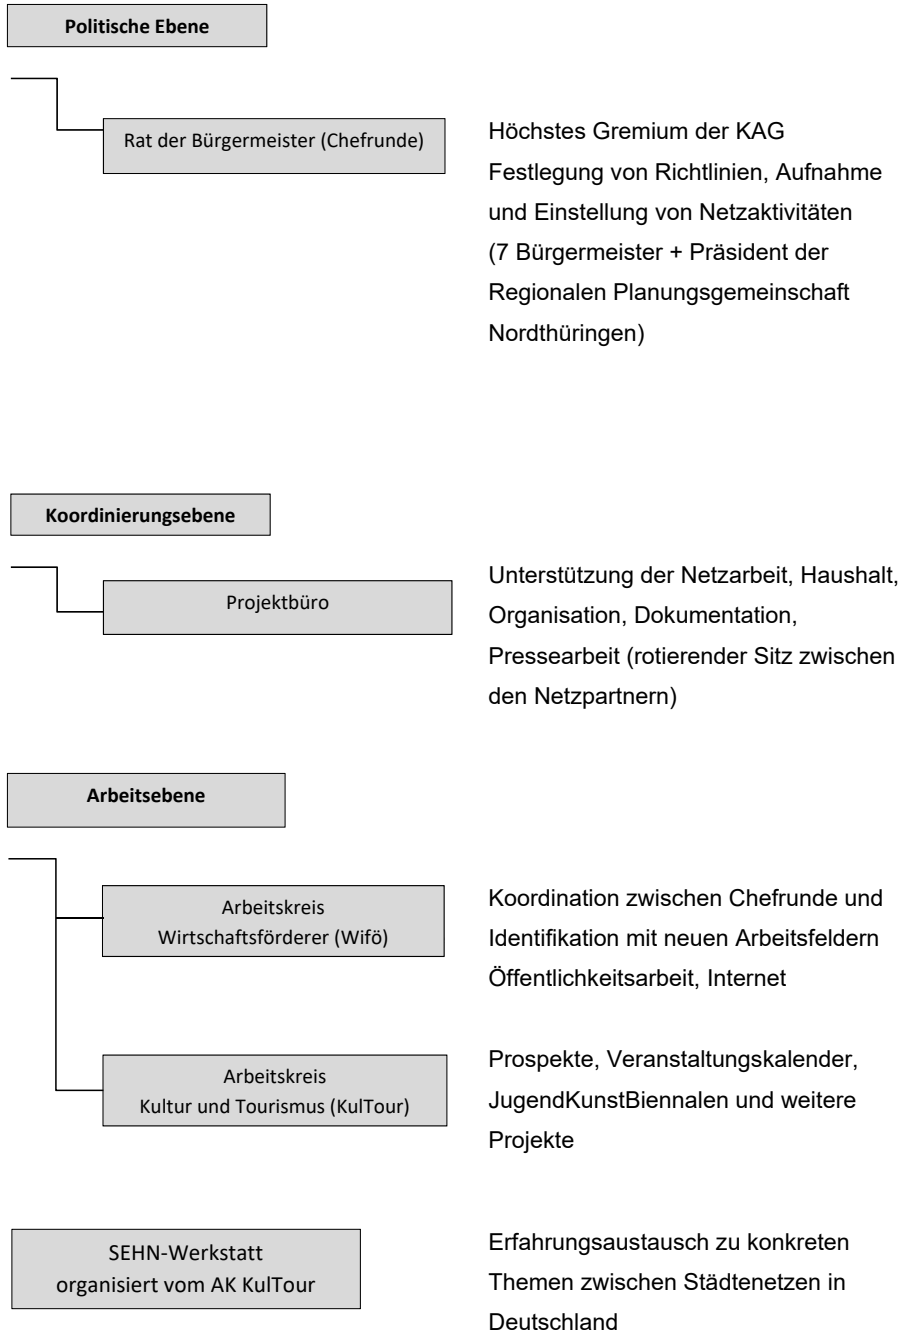 Politische Ebene
Rat der Bürgermeister (Chefrunde)
Höchstes Gremium der KAG
Festlegung von Richtlinien, Aufnahme
und Einstellung von Netzaktivitäten
(7 Bürgermeister + Präsident der
Regionalen Planungsgemeinschaft
Nordthüringen)
Koordinierungsebene
Projektbüro
Unterstützung der Netzarbeit, Haushalt,
Organisation, Dokumentation,
Pressearbeit (rotierender Sitz zwischen
den Netzpartnern)
Arbeitsebene
Arbeitskreis
Wirtschaftsförderer (Wifö)
Koordination zwischen Chefrunde und
Identifikation mit neuen Arbeitsfeldern
Öffentlichkeitsarbeit, Internet
Arbeitskreis
Kultur und Tourismus (KulTour)
Prospekte, Veranstaltungskalender,
JugendKunstBiennalen und weitere
Projekte
SEHN-Werkstatt
organisiert vom AK KulTour
Erfahrungsaustausch zu konkreten
Themen zwischen Städtenetzen in
Deutschland